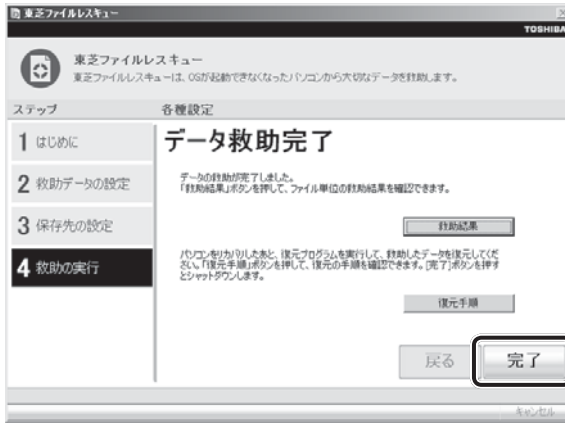 東芝ファイルレスキュー
TOSHIBA
東芝ファイルレスキュー
東芝ファイルレスキューは、OSが起動できなくなったパソコンから大切なデータを救助します。
ステップ
各種設定
1 はじめに
2 救助データの設定
3 保存先の設定
4 救助の実行
データ救助完了
データの救助が完了しました。
「救助結果」ボタンを押して、ファイル単位の救助結果を確認できます。
救助結果
パソコンをリカバリしたあと、復元プログラムを実行して、救助したデータを復元してくだ
さい。「復元手順」ボタンを押して、復元の手順を確認できます。[完了]ボタンを押す
とシャットダウンします。
復元手順
戻る
完了
キャンセル